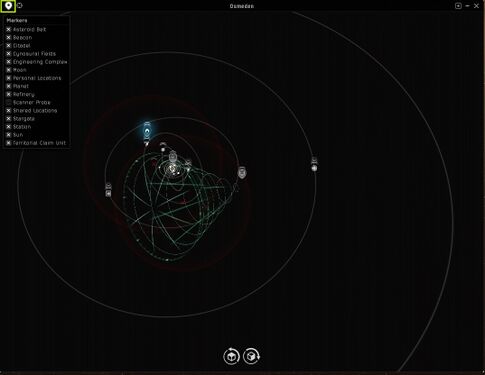 Osmeden
Markers
Asteroid Belt
Beacon
Citadel
Cynosural Fields
Engineering Complex
Moon
Personal Locations
Planet
Refinery
Scanner Probe
Shared Locations
Stargate
Station
Sun
Territorial Claim Unit